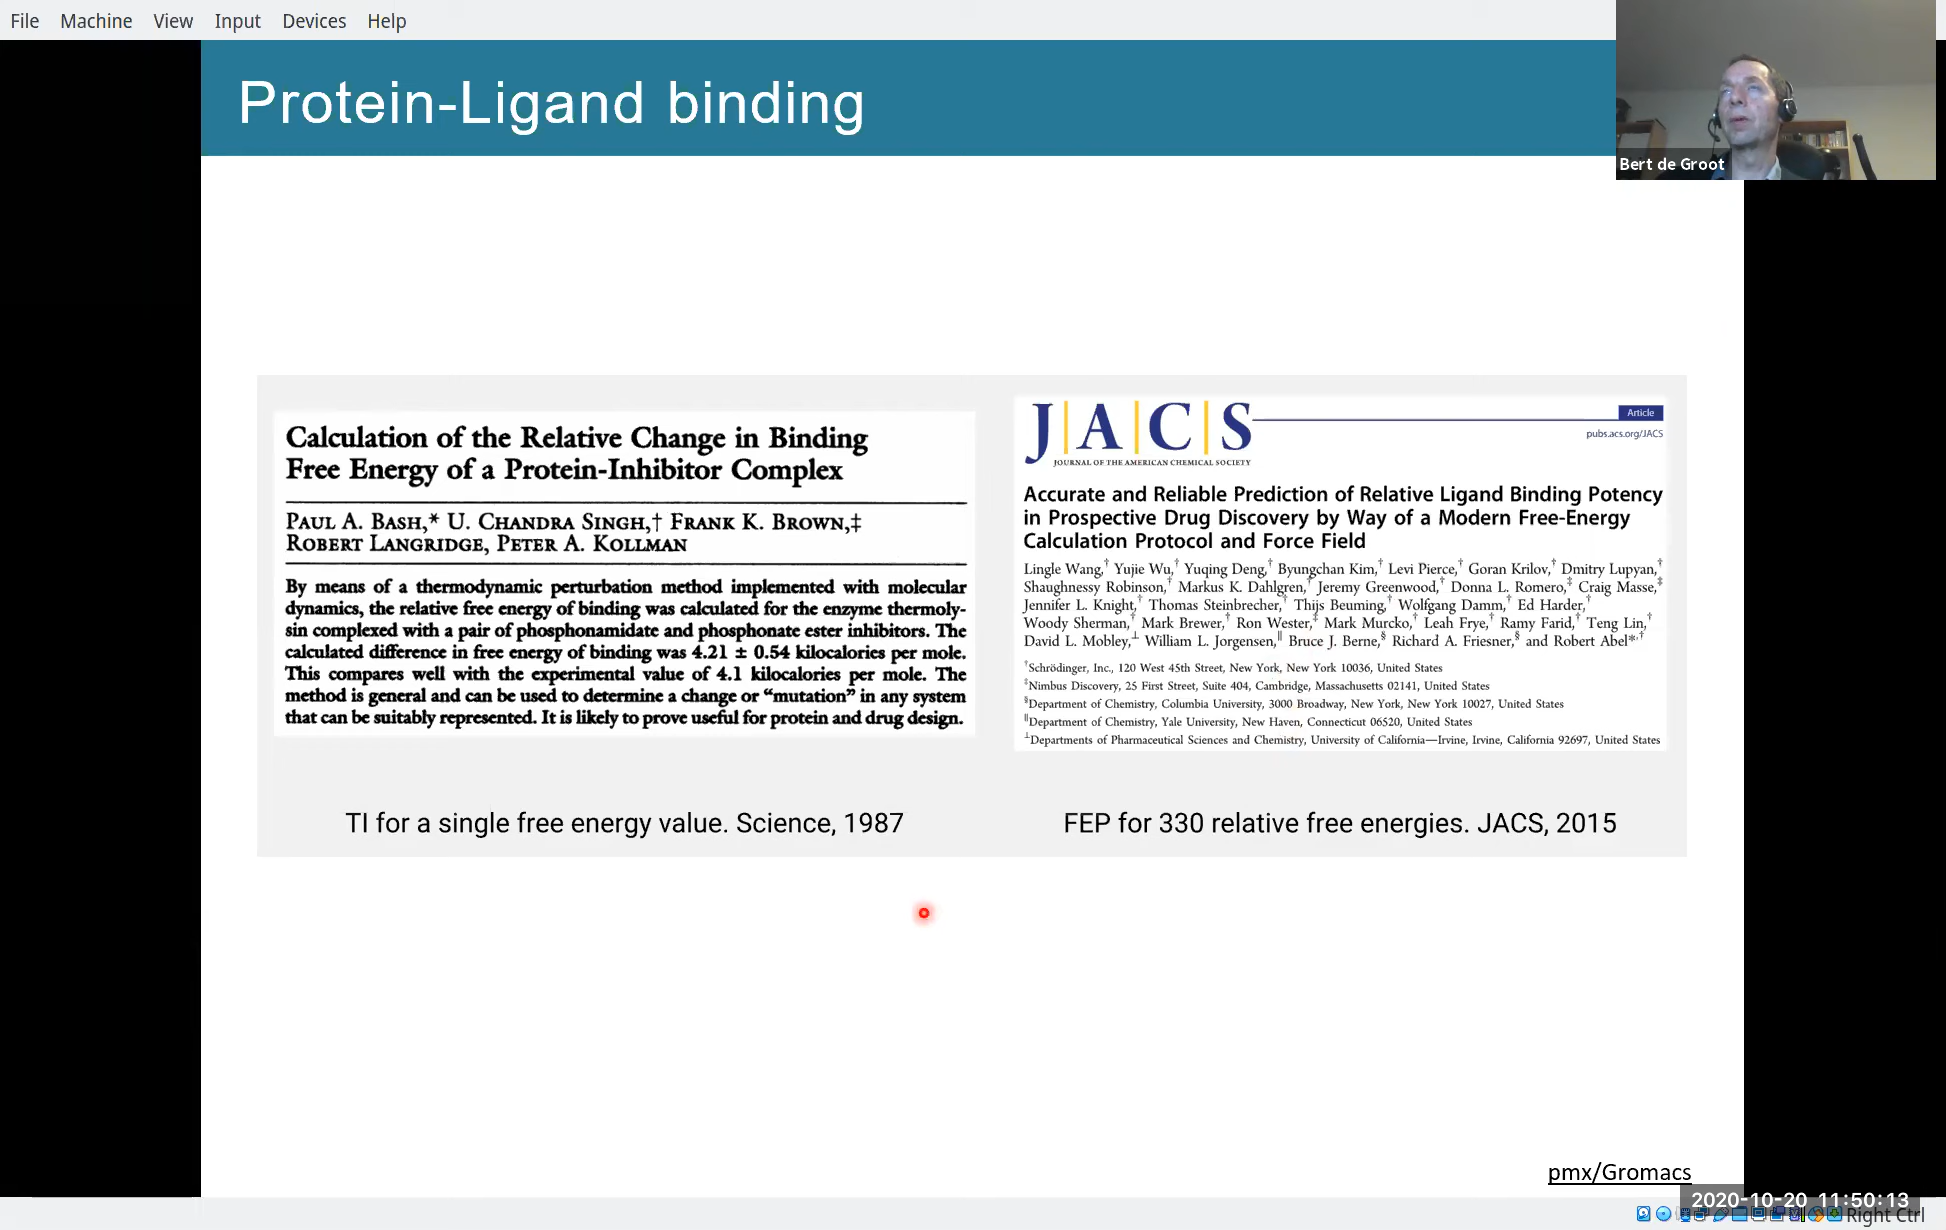 File Machine View Input Devices Help
Protein-Ligand binding
Bert de Groot
Calculation of the Relative Change in Binding
Free Energy of a Protein-Inhibitor Complex
PAUL A. BASH,* U. CHANDRA SINGH,† FRANK K. BROWN,‡
ROBERT LANGRIDGE, PETER A. KOLLMAN
By means of a thermodynamic perturbation method implemented with molecular
dynamics, the relative free energy of binding was calculated for the enzyme thermoly-
sin complexed with a pair of phosphonamidate and phosphonate ester inhibitors. The
calculated difference in free energy of binding was 4.21 ± 0.54 kilocalories per mole.
This compares well with the experimental value of 4.1 kilocalories per mole. The
method is general and can be used to determine a change or “mutation” in any system
that can be suitably represented. It is likely to prove useful for protein and drug design.
TI for a single free energy value. Science, 1987
J|A|C|S
JOURNAL OF THE AMERICAN CHEMICAL SOCIETY
Article
pubs.acs.org/JACS
Accurate and Reliable Prediction of Relative Ligand Binding Potency
in Prospective Drug Discovery by Way of a Modern Free-Energy
Calculation Protocol and Force Field
Lingle Wang,† Yujie Wu,† Yuqing Deng,† Byungchan Kim,† Levi Pierce,† Goran Krilov,† Dmitry Lupyan,†
Shaughnessy Robinson,† Markus K. Dahlgren,† Jeremy Greenwood,† Donna L. Romero,‡ Craig Masse,‡
Jennifer L. Knight,† Thomas Steinbrecher,† Thijs Beuming,† Wolfgang Damm,† Ed Harder,†
Woody Sherman,† Mark Brewer,† Ron Wester,‡ Mark Murcko,† Leah Frye,† Ramy Farid,† Teng Lin,†
David L. Mobley,⊥ William L. Jorgensen,‖ Bruce J. Berne,§ Richard A. Friesner,§ and Robert Abel*,†
†Schrödinger, Inc., 120 West 45th Street, New York, New York 10036, United States
‡Nimbus Discovery, 25 First Street, Suite 404, Cambridge, Massachusetts 02141, United States
§Department of Chemistry, Columbia University, 3000 Broadway, New York, New York 10027, United States
‖Department of Chemistry, Yale University, New Haven, Connecticut 06520, United States
⊥Departments of Pharmaceutical Sciences and Chemistry, University of California—Irvine, Irvine, California 92697, United States
FEP for 330 relative free energies. JACS, 2015
pmx/Gromacs
2020-10-20 11:50:13
Right Ctrl